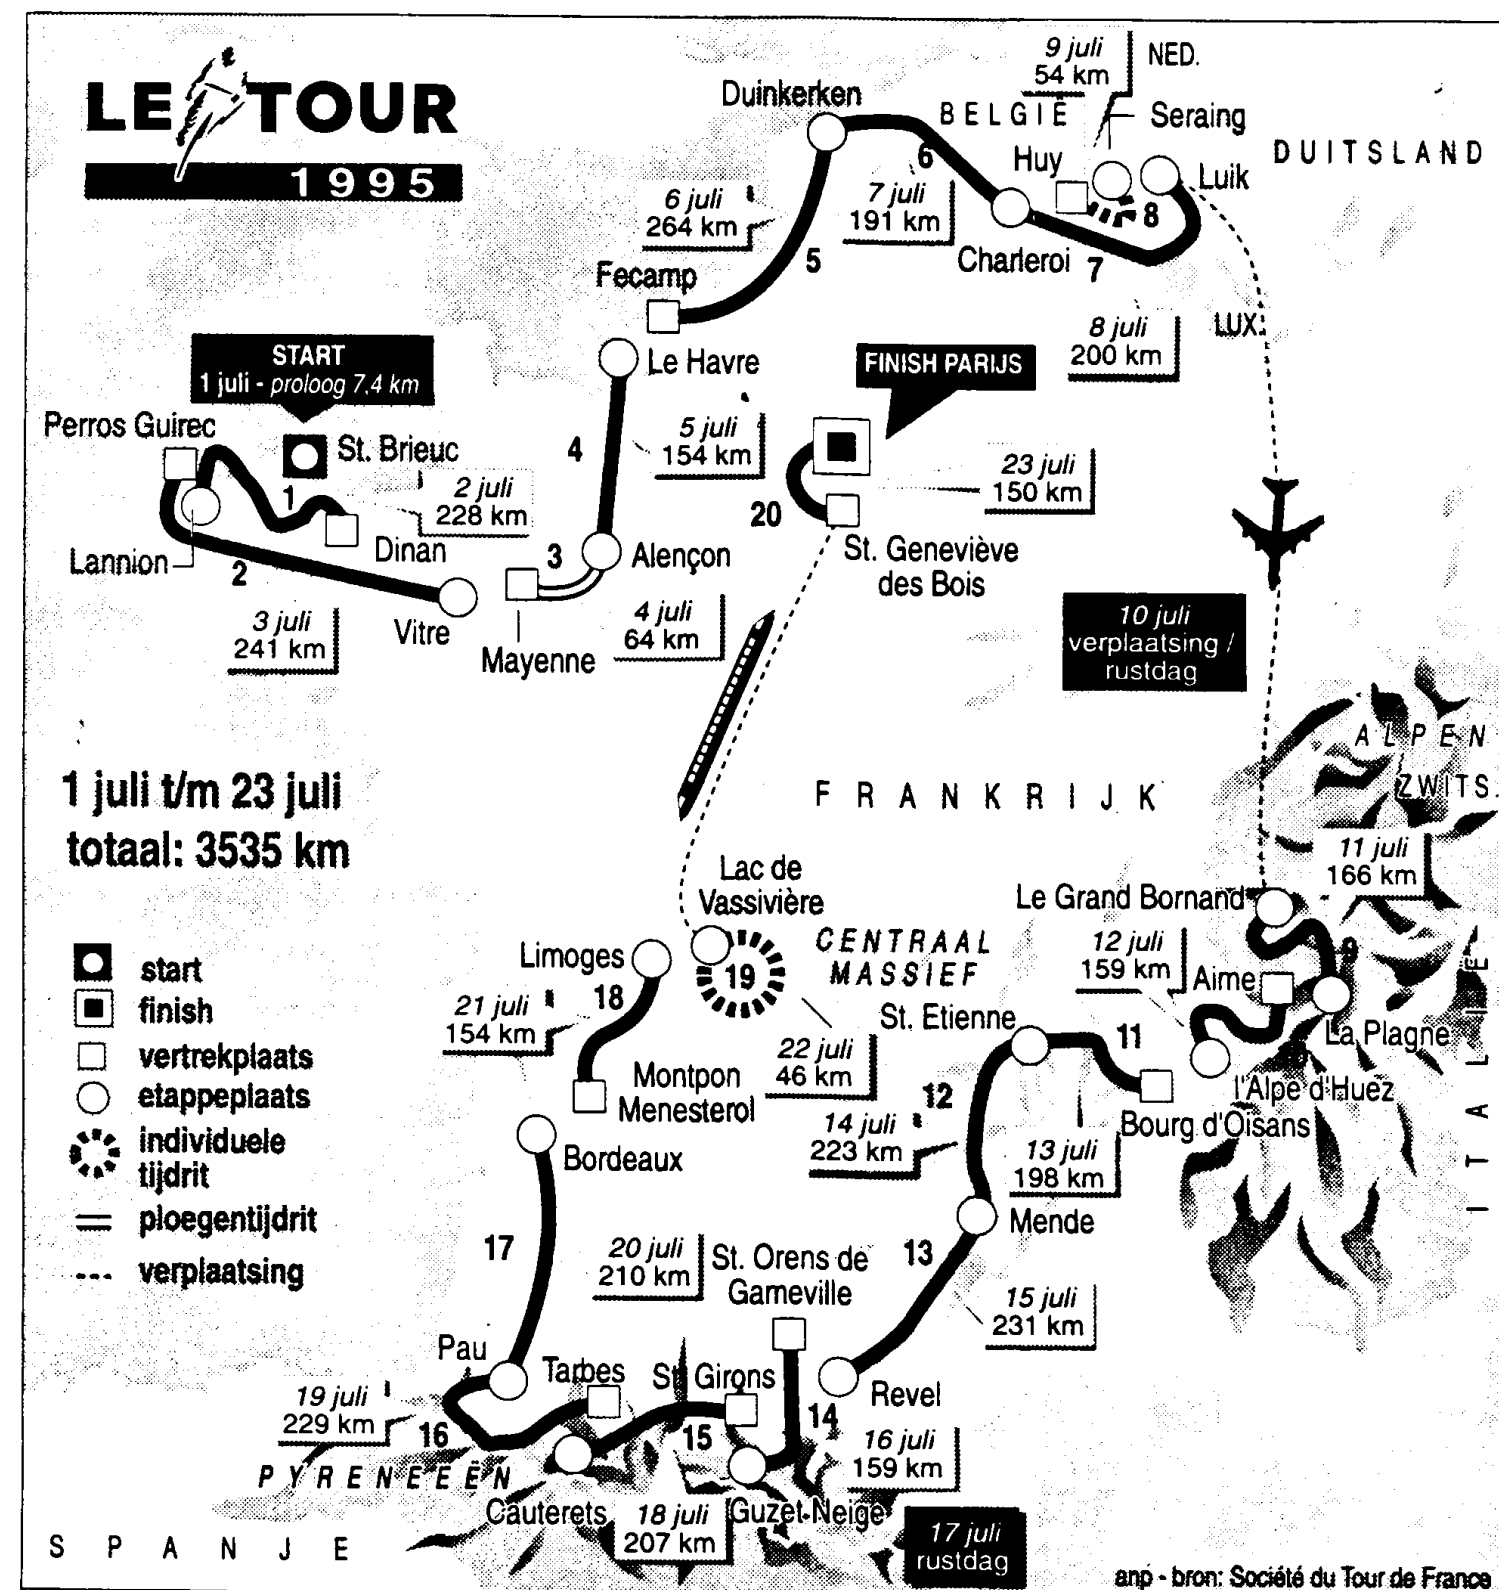 LE TOUR
1995
9 juli
54 km
NED.
Duinkerken
BELGIË
Seraing
DUITSLAND
Huy
Luik
6
6 juli
264 km
7 juli
191 km
8
5
Charleroi
7
Fecamp
8 juli
200 km
LUX.
START
1 juli - proloog 7,4 km
Le Havre
FINISH PARIJS
Perros Guirec
St. Brieuc
4
5 juli
154 km
23 juli
150 km
1
2 juli
228 km
20
Dinan
Lannion
2
3
Alençon
St. Geneviève
des Bois
3 juli
241 km
Vitre
Mayenne
4 juli
64 km
10 juli
verplaatsing /
rustdag
ALPEN
ZWITS.
1 juli t/m 23 juli
totaal: 3535 km
FRANKRIJK
11 juli
166 km
Lac de
Vassivière
Le Grand Bornand
Limoges
19
CENTRAAL
MASSIEF
12 juli
159 km
9
Aime
ITALIË
start
finish
vertrekplaats
etappeplaats
individuele
tijdrit
ploegentijdrit
verplaatsing
21 juli
154 km
18
St. Etienne
La Plagne
10
22 juli
46 km
11
Montpon
Menesterol
12
l'Alpe d'Huez
Bourg d'Oisans
14 juli
223 km
13 juli
198 km
Bordeaux
Mende
17
20 juli
210 km
St. Orens de
Gameville
13
15 juli
231 km
Pau
Tarbes
St. Girons
Revel
19 juli
229 km
16
15
14
16 juli
159 km
PYRENEEËN
Cauterets
18 juli
207 km
Guzet-Neige
17 juli
rustdag
SPANJE
anp - bron: Société du Tour de France